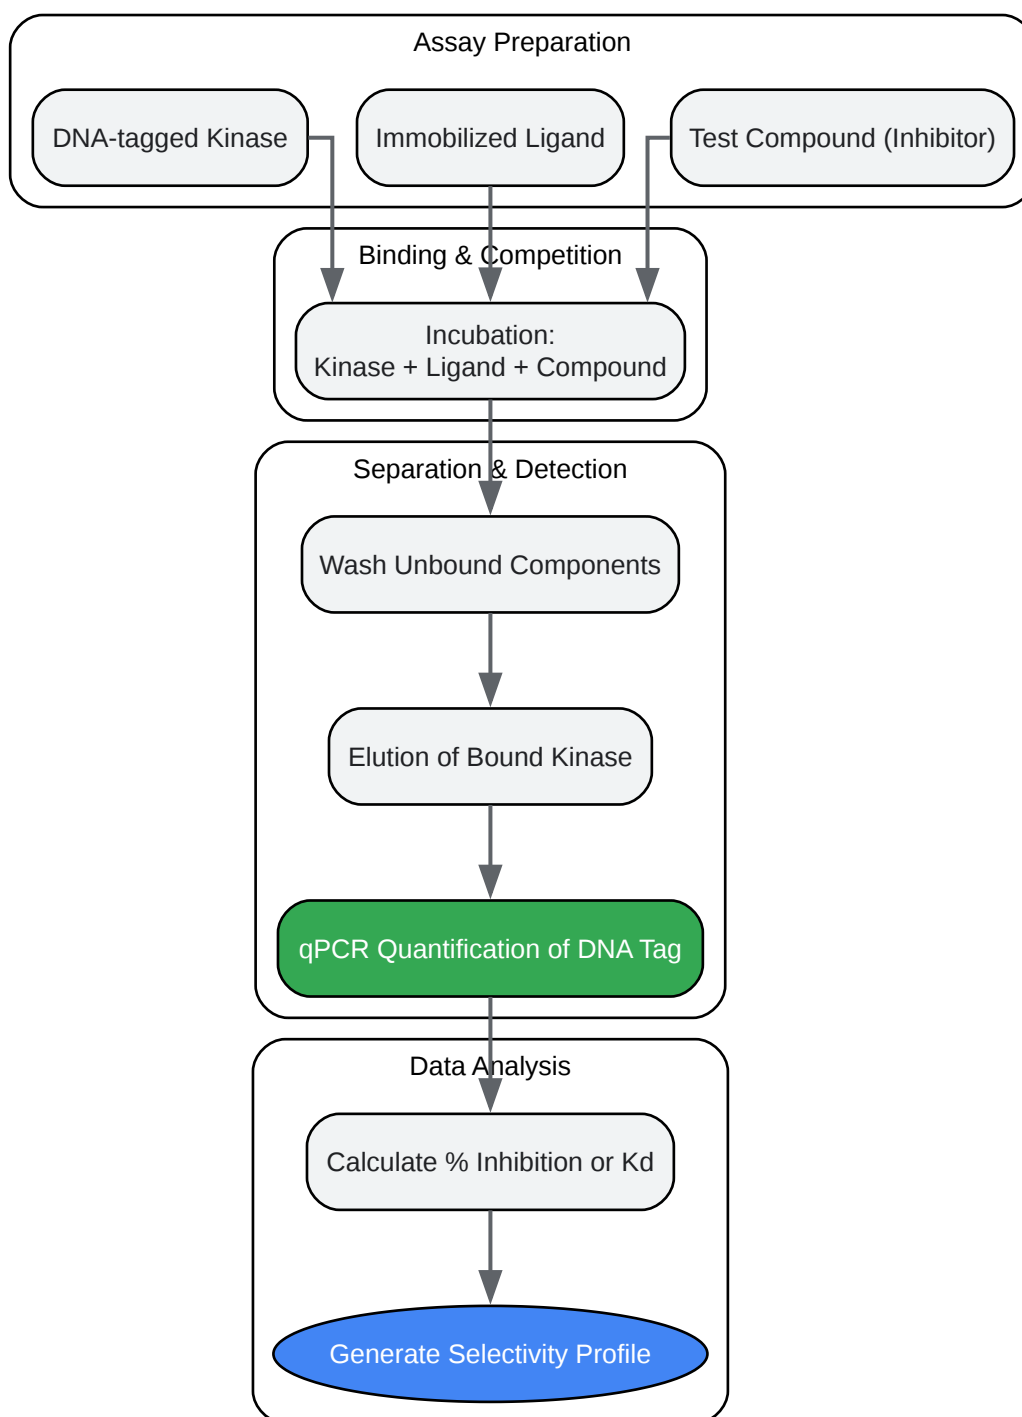 Assay Preparation
DNA-tagged Kinase
Immobilized Ligand
Test Compound (Inhibitor)
Binding & Competition
Incubation:
Kinase + Ligand + Compound
Separation & Detection
Wash Unbound Components
Elution of Bound Kinase
qPCR Quantification of DNA Tag
Data Analysis
Calculate % Inhibition or Kd
Generate Selectivity Profile